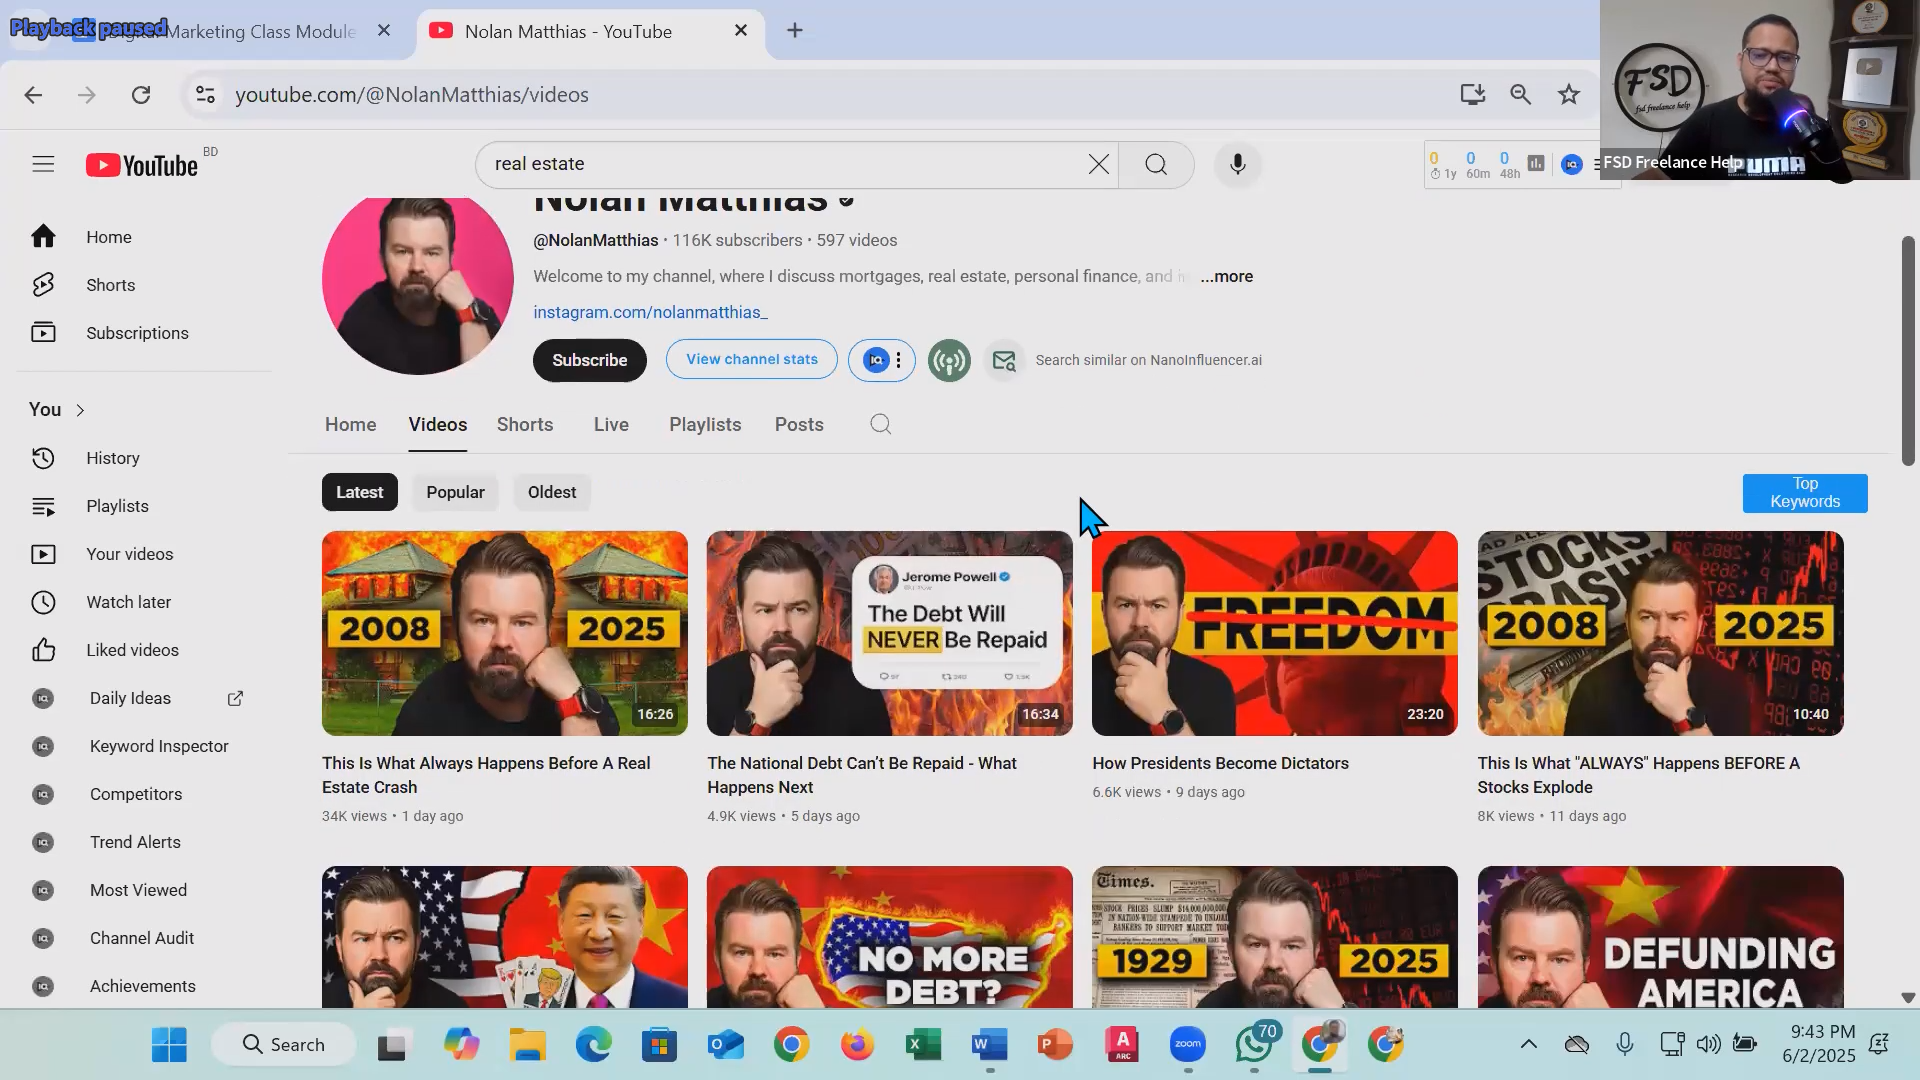 Playback paused
Digital Marketing Class Module
Nolan Matthias - YouTube
youtube.com/@NolanMatthias/videos
FSD
fsd freelance help
FSD Freelance Help
PUMA
YouTube
BD
real estate
0 0 0
1y 60m 48h
Home
Shorts
Subscriptions
You
History
Playlists
Your videos
Watch later
Liked videos
Daily Ideas
Keyword Inspector
Competitors
Trend Alerts
Most Viewed
Channel Audit
Achievements
Nolan Matthias
@NolanMatthias • 116K subscribers • 597 videos
Welcome to my channel, where I discuss mortgages, real estate, personal finance, and in ...more
instagram.com/nolanmatthias_
Subscribe
View channel stats
Search similar on NanoInfluencer.ai
Home Videos Shorts Live Playlists Posts
Latest Popular Oldest
Top
Keywords
2008 2025
16:26
Jerome Powell
The Debt Will
NEVER Be Repaid
16:34
FREEDOM
23:20
STOCKS
2008 2025
10:40
This Is What Always Happens Before A Real
Estate Crash
34K views • 1 day ago
The National Debt Can't Be Repaid - What
Happens Next
4.9K views • 5 days ago
How Presidents Become Dictators
6.6K views • 9 days ago
This Is What "ALWAYS" Happens BEFORE A
Stocks Explode
8K views • 11 days ago
NO MORE
DEBT?
Times.
1929 2025
DEFUNDING
AMERICA
Search
W
zoom
70
9:43 PM
6/2/2025